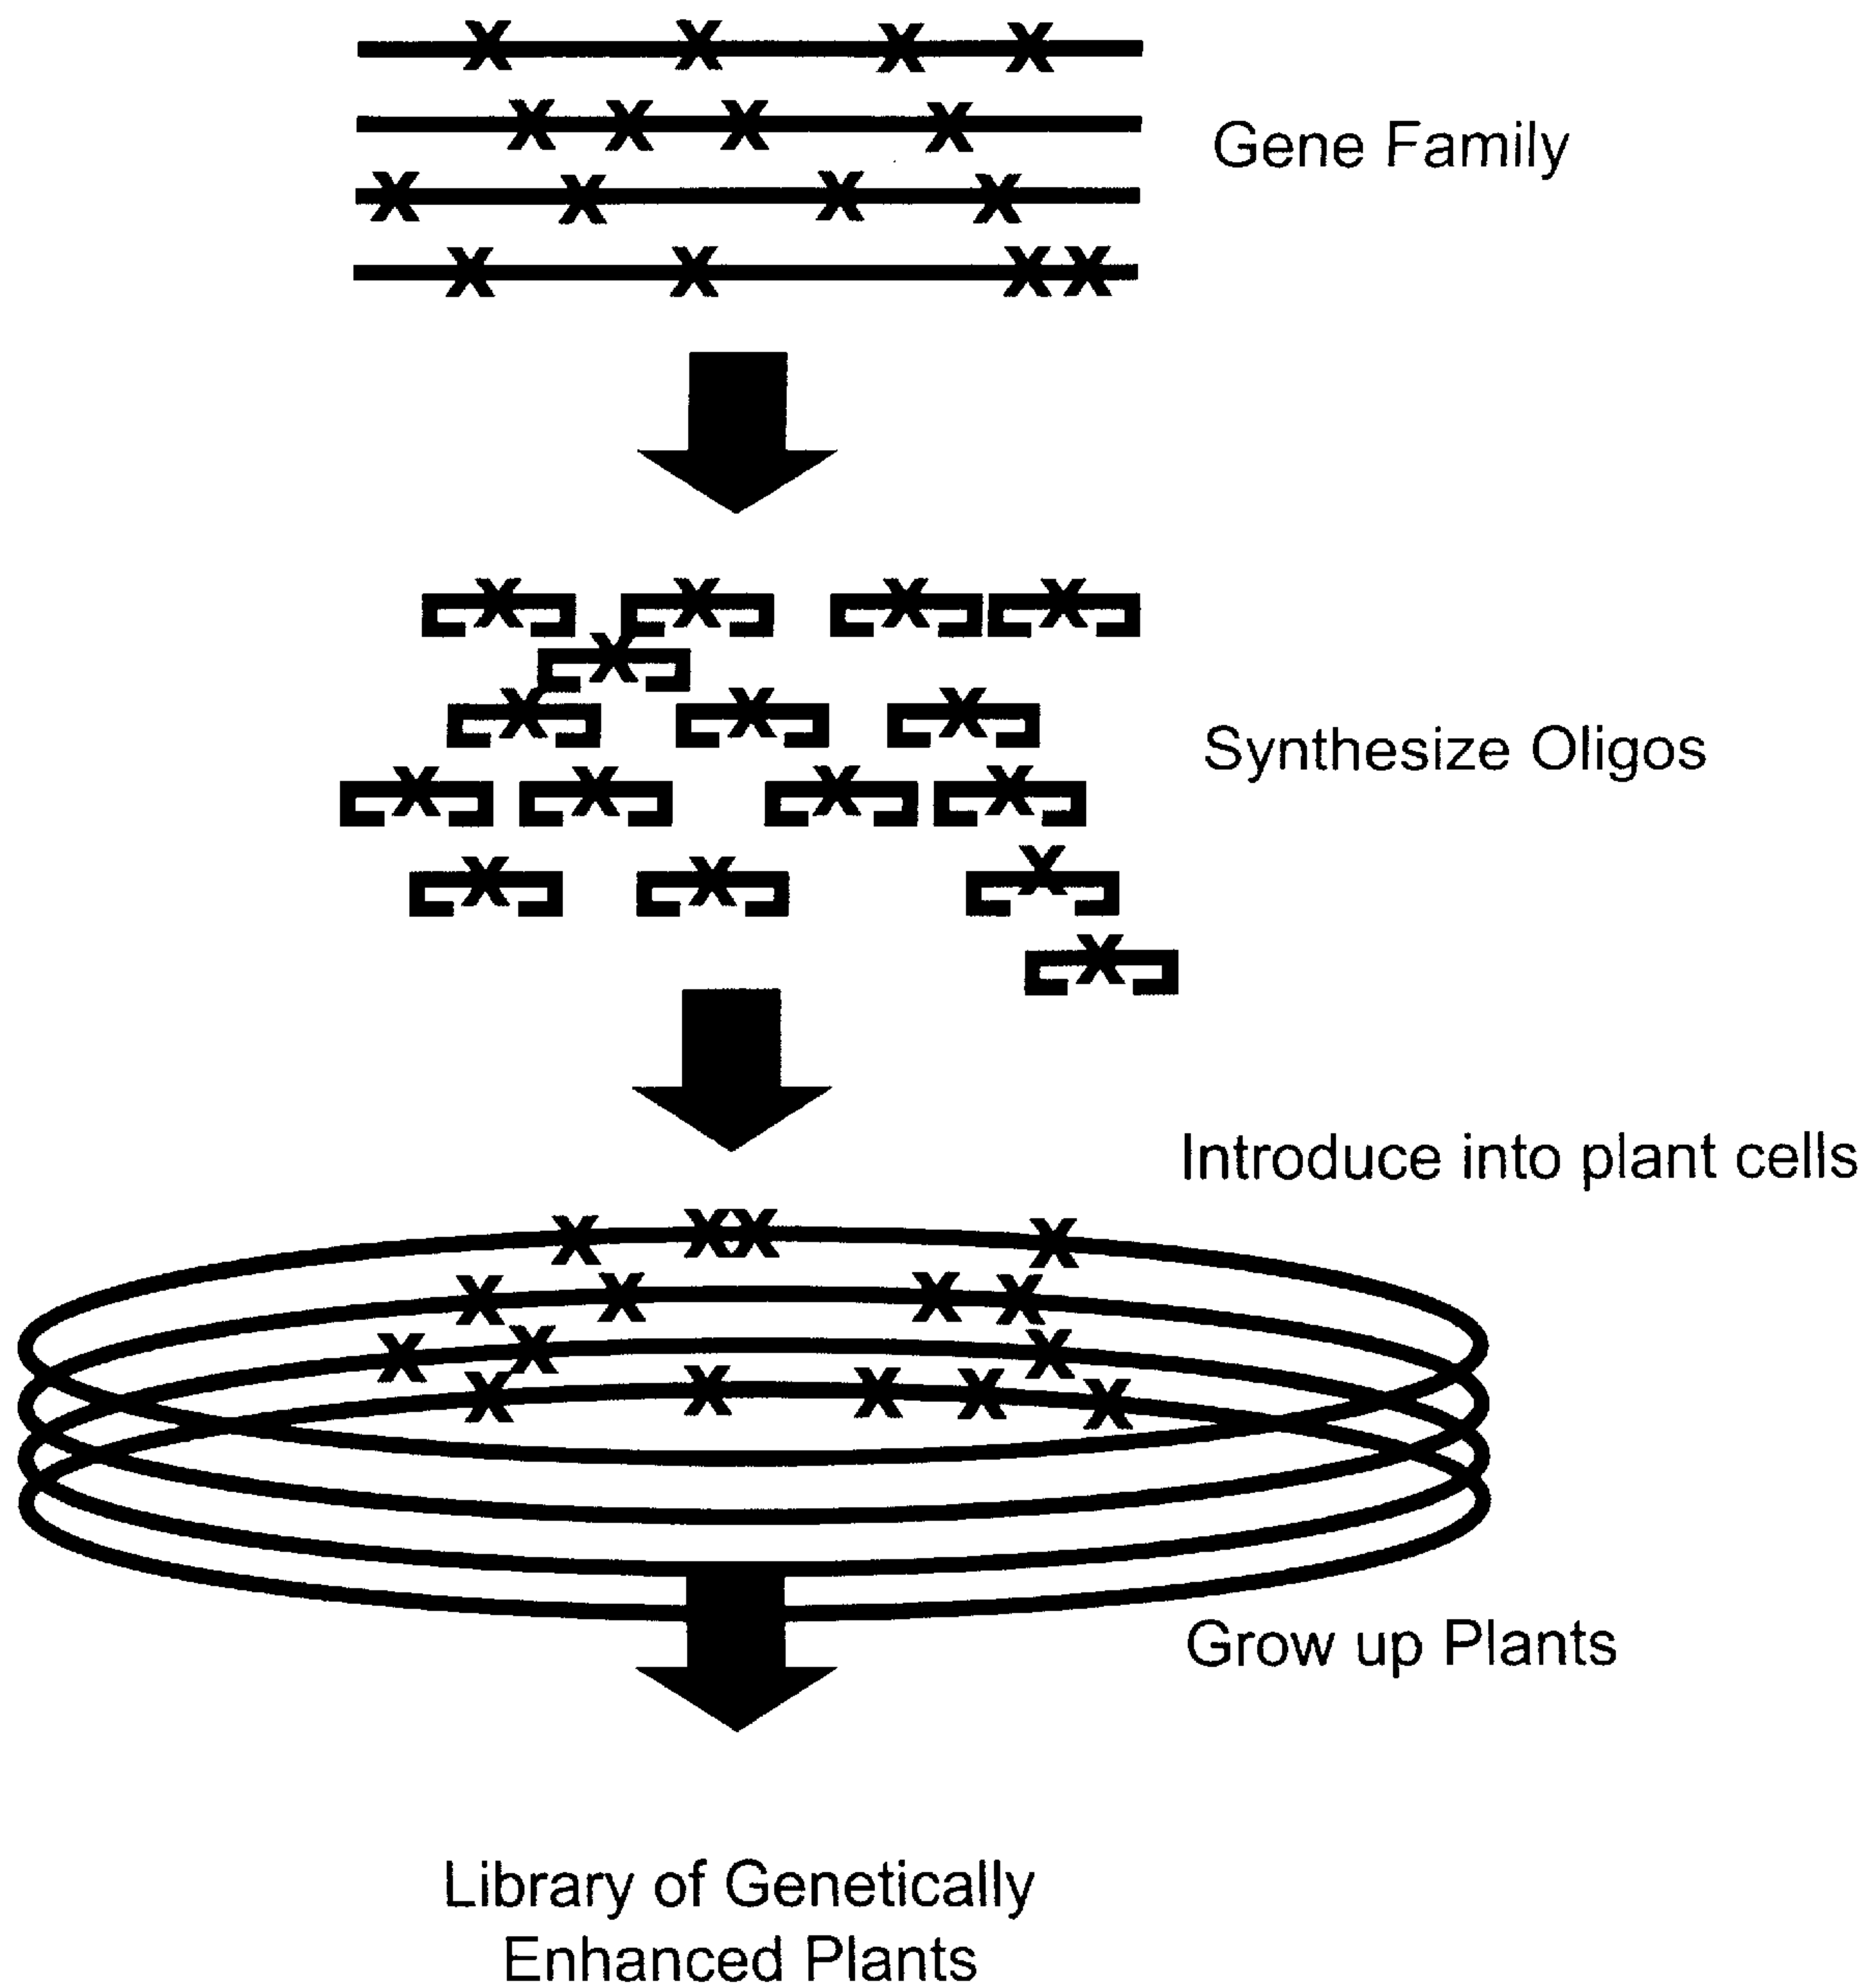 Gene Family
Synthesize Oligos
Introduce into plant cells
Grow up Plants
Library of Genetically
Enhanced Plants